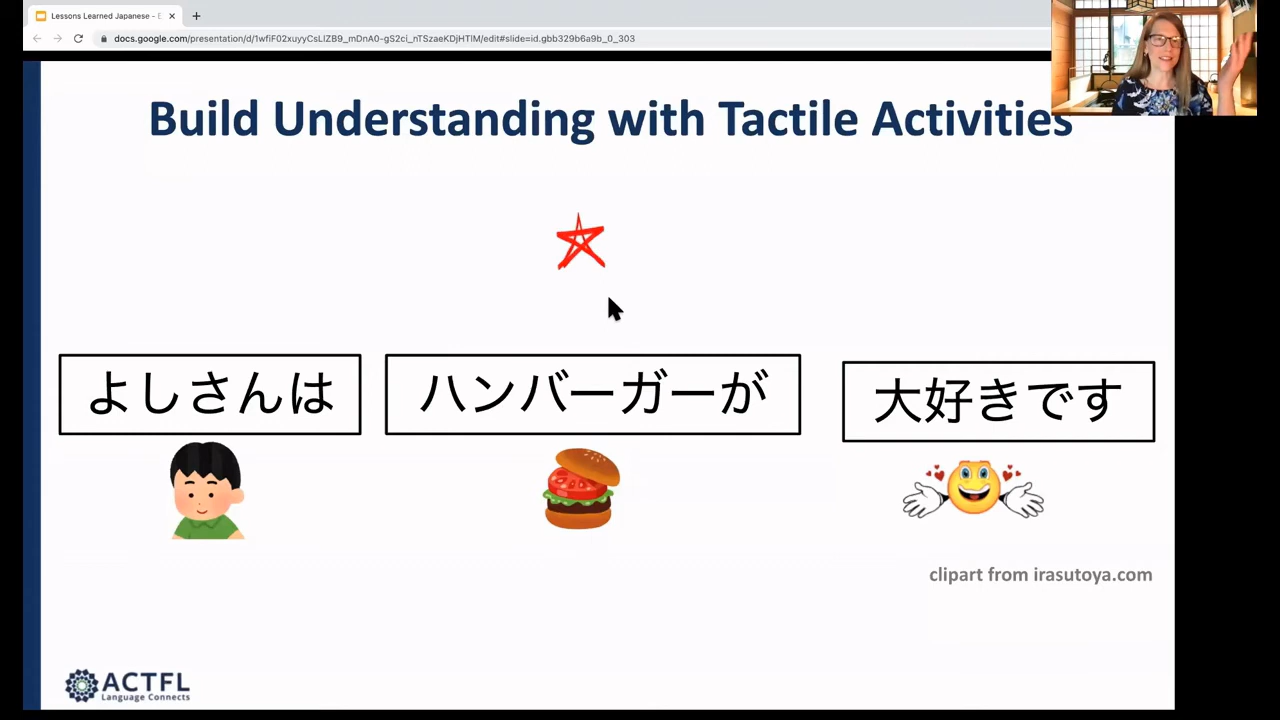 Lessons Learned Japanese - E
docs.google.com/presentation/d/1wfiF02xuyyCsLIZB9_mDnA0-gS2ci_nTSzaeKDjHTIM/edit#slide=id.gbb329b6a9b_0_303
Build Understanding with Tactile Activities
よしさんは
ハンバーガーが
大好きです
clipart from irasutoya.com
ACTFL
Language Connects